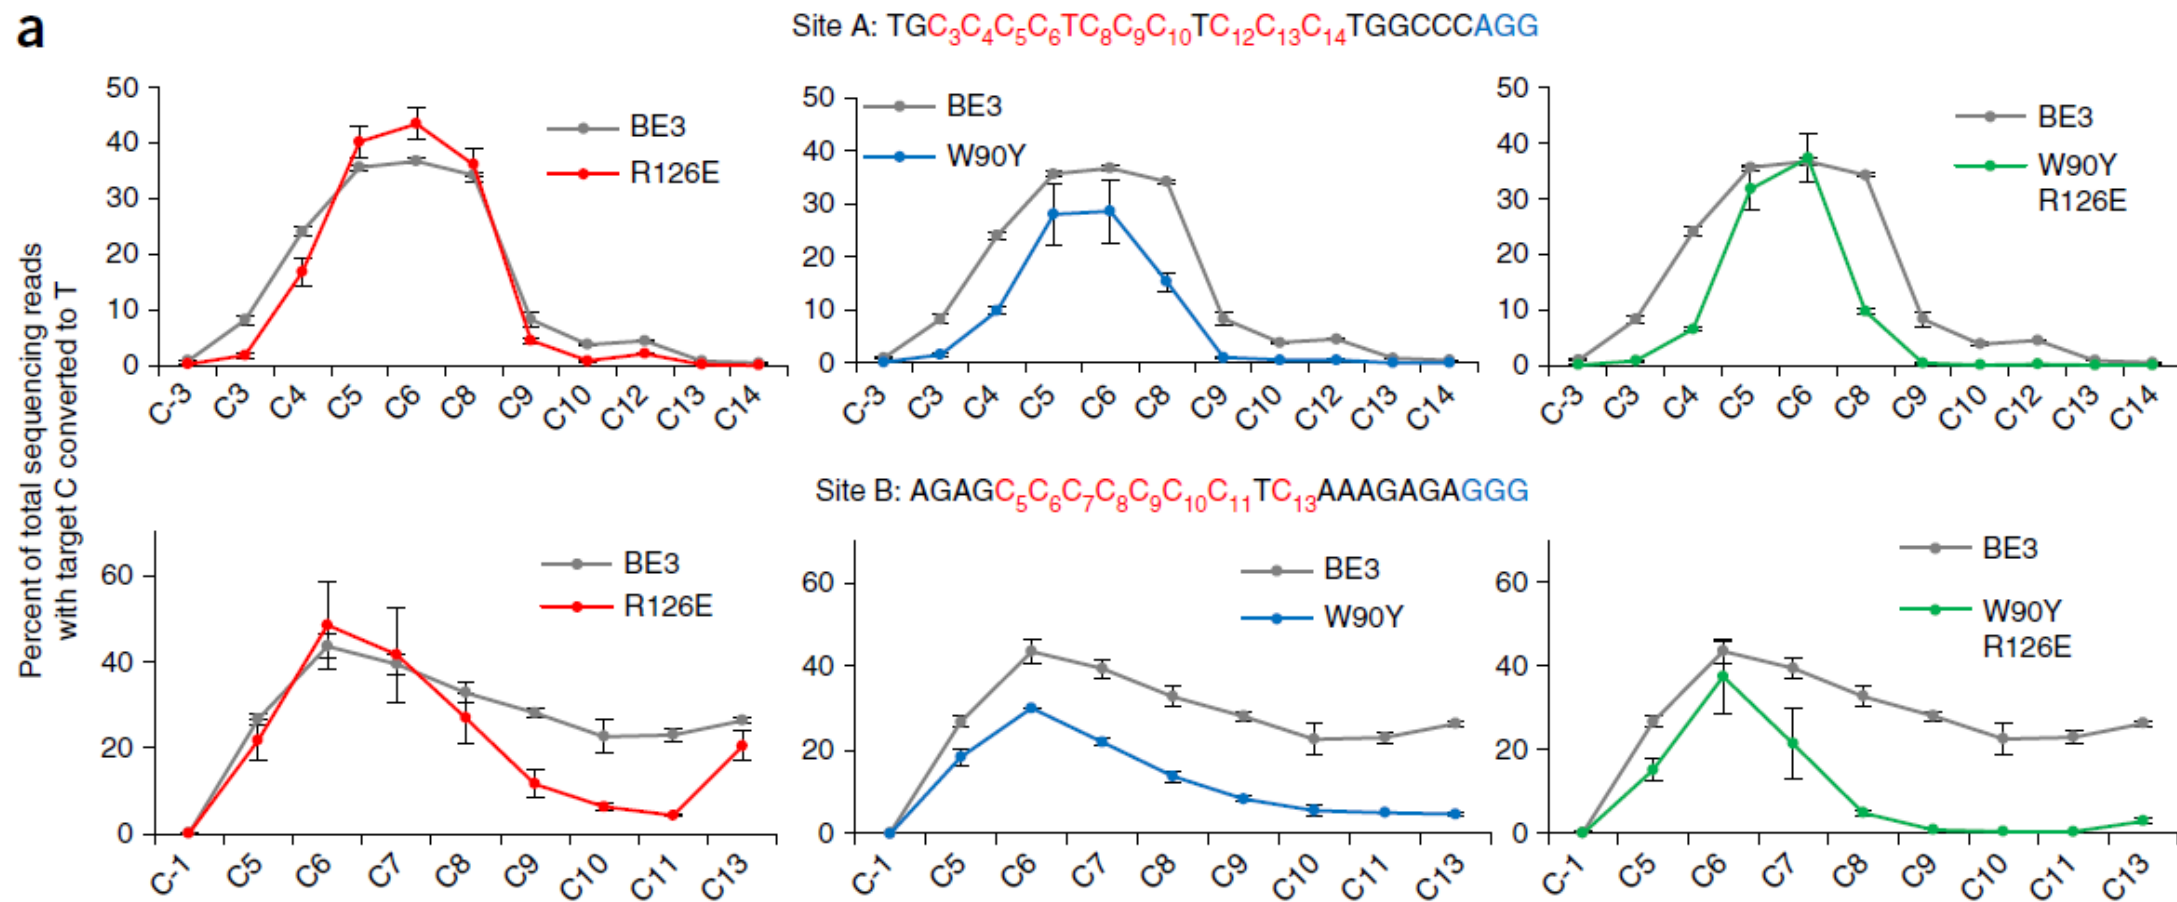 a
Site A: TGC3C4C5C6TC8C9C10TC12C13C14TGGCCCAGG
Percent of total sequencing reads
with target C converted to T
50
40
30
20
10
0
BE3
R126E
C-3
C3
C4
C5
C6
C8
C9
C10
C12
C13
C14
50
40
30
20
10
0
BE3
W90Y
C-3
C3
C4
C5
C6
C8
C9
C10
C12
C13
C14
50
40
30
20
10
0
BE3
W90Y
R126E
C-3
C3
C4
C5
C6
C8
C9
C10
C12
C13
C14
Site B: AGAGC5C6C7C8C9C10C11TC13AAAGAGAGGG
60
40
20
0
BE3
R126E
C-1
C5
C6
C7
C8
C9
C10
C11
C13
60
40
20
0
BE3
W90Y
C-1
C5
C6
C7
C8
C9
C10
C11
C13
60
40
20
0
BE3
W90Y
R126E
C-1
C5
C6
C7
C8
C9
C10
C11
C13